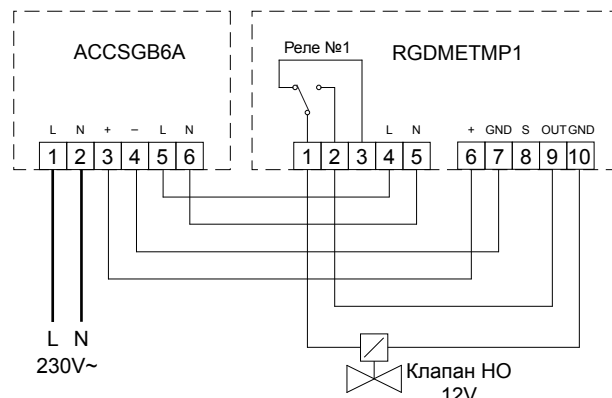 ACCSGB6A
Реле №1
RGDMETMP1
L N + – L N
1 2 3 4 5 6
L N
1 2 3 4 5
+ GND S OUT GND
6 7 8 9 10
L N
230V~
Клапан НО
12V